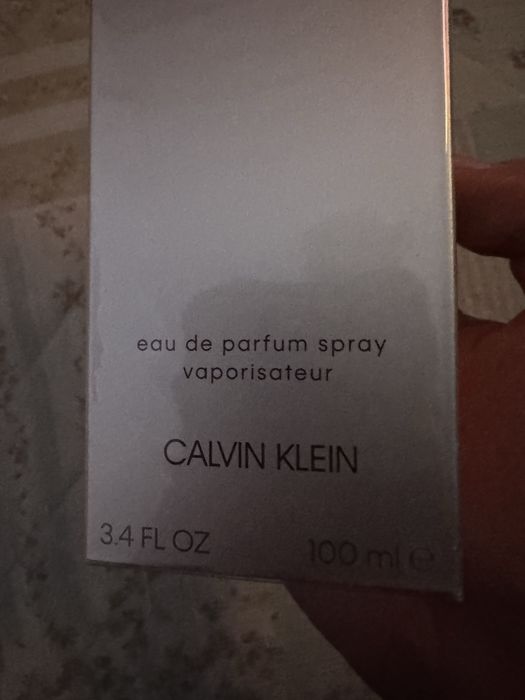 eau de parfum spray
vaporisateur
CALVIN KLEIN
3.4 FL OZ 100 ml ℮